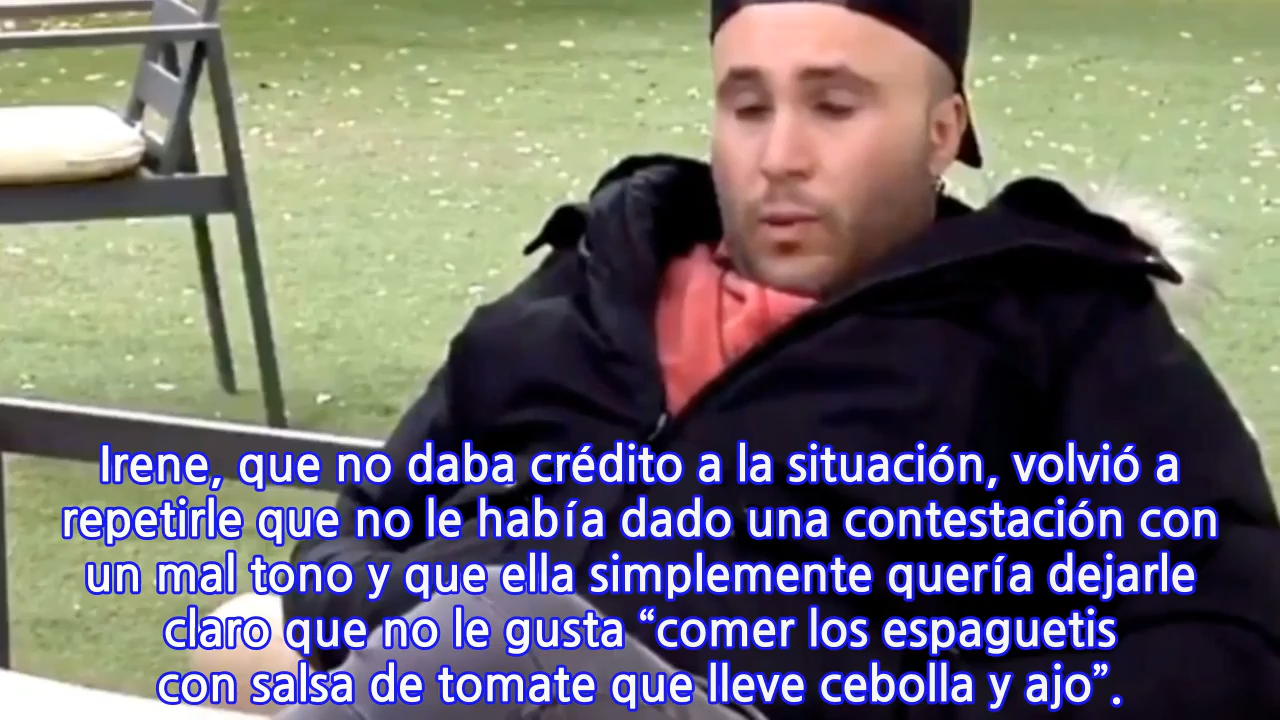 Irene, que no daba crédito a la situación, volvió a
repetirle que no le había dado una contestación con
un mal tono y que ella simplemente quería dejarle
claro que no le gusta “comer los espaguetis
con salsa de tomate que lleve cebolla y ajo”.